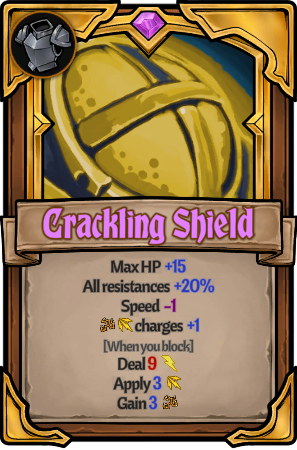 Crackling Shield
Max HP +15
All resistances +20%
Speed -1
charges +1
[When you block]
Deal 9
Apply 3
Gain 3